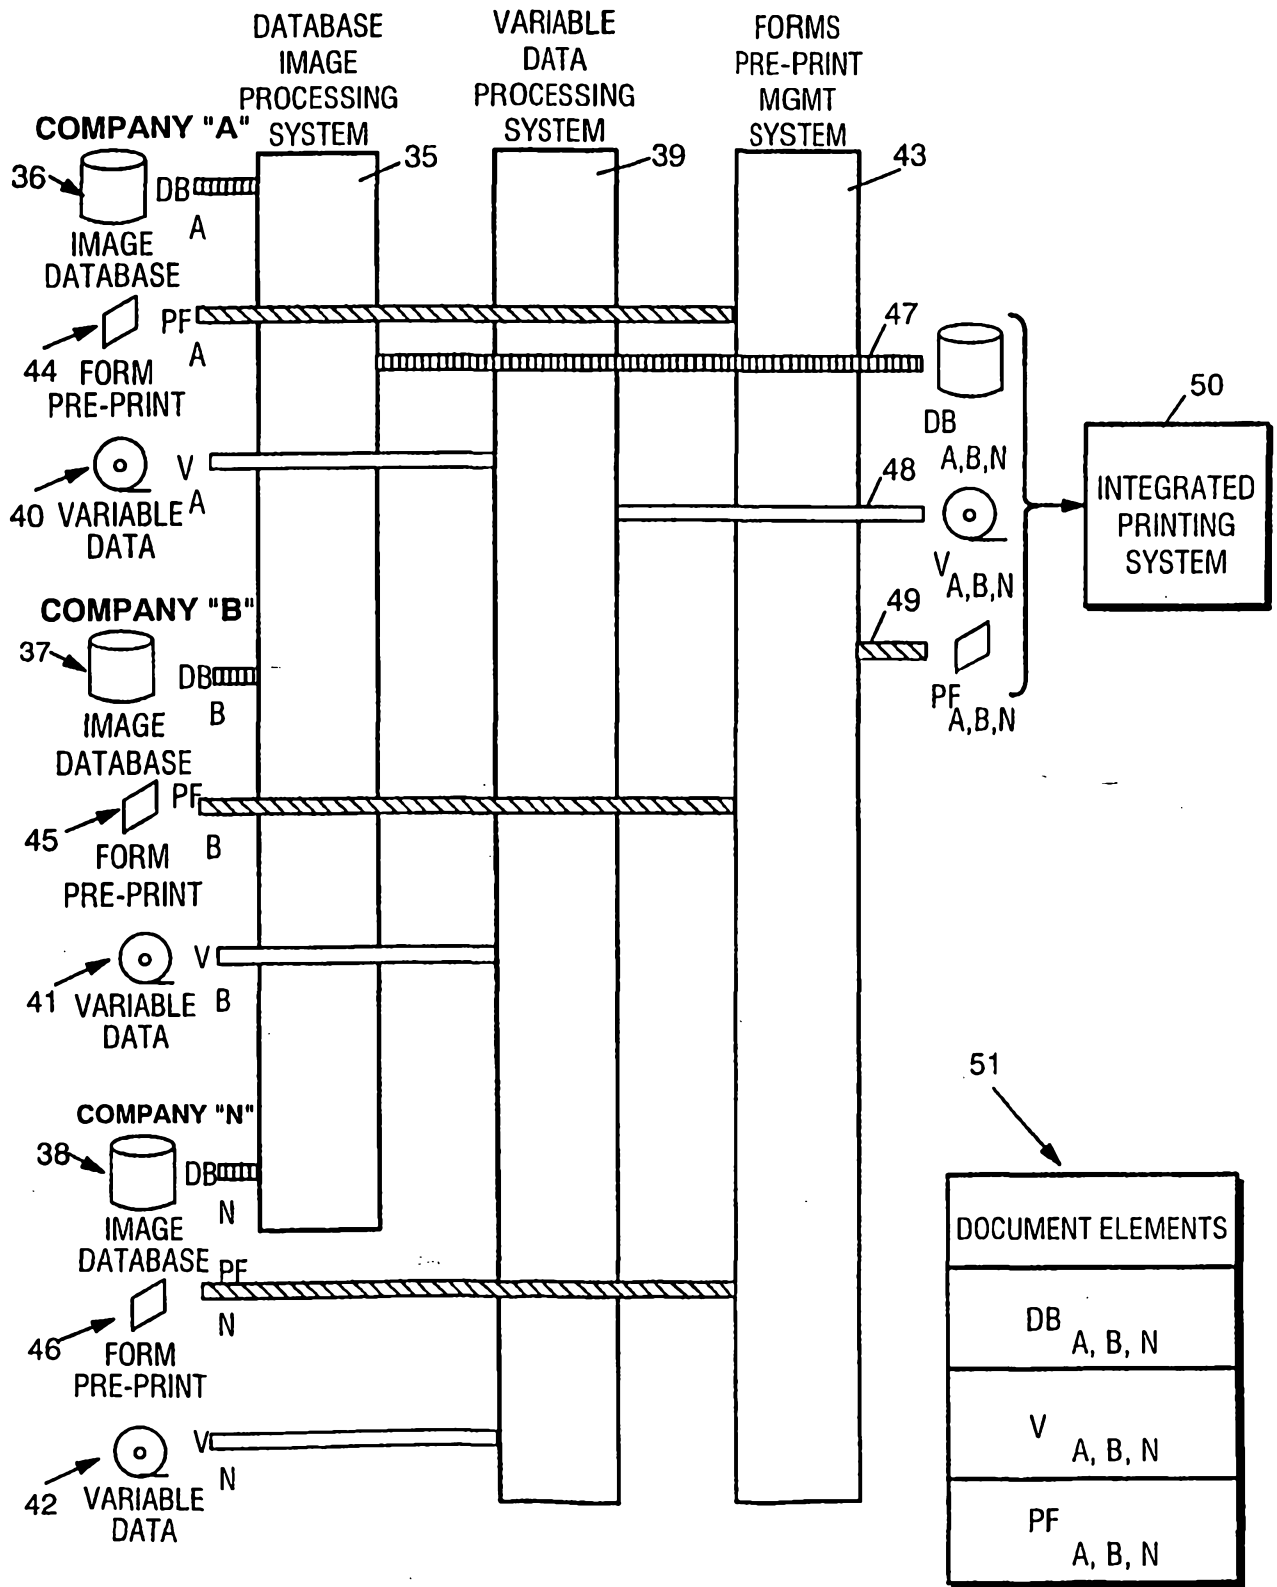 DATABASE
IMAGE
PROCESSING
SYSTEM
VARIABLE
DATA
PROCESSING
SYSTEM
FORMS
PRE-PRINT
MGMT
SYSTEM
35
39
43
COMPANY "A"
36
DB
A
IMAGE
DATABASE
PF
A
44 FORM
PRE-PRINT
V
A
40 VARIABLE
DATA
47
DB
A,B,N
48
V
A,B,N
49
PF
A,B,N
50
INTEGRATED
PRINTING
SYSTEM
COMPANY "B"
37
DB
B
IMAGE
DATABASE
PF
B
45
FORM
PRE-PRINT
V
B
41 VARIABLE
DATA
COMPANY "N"
38
DB
N
IMAGE
DATABASE
PF
N
46
FORM
PRE-PRINT
V
N
42 VARIABLE
DATA
51
DOCUMENT ELEMENTS
DB
A, B, N
V
A, B, N
PF
A, B, N